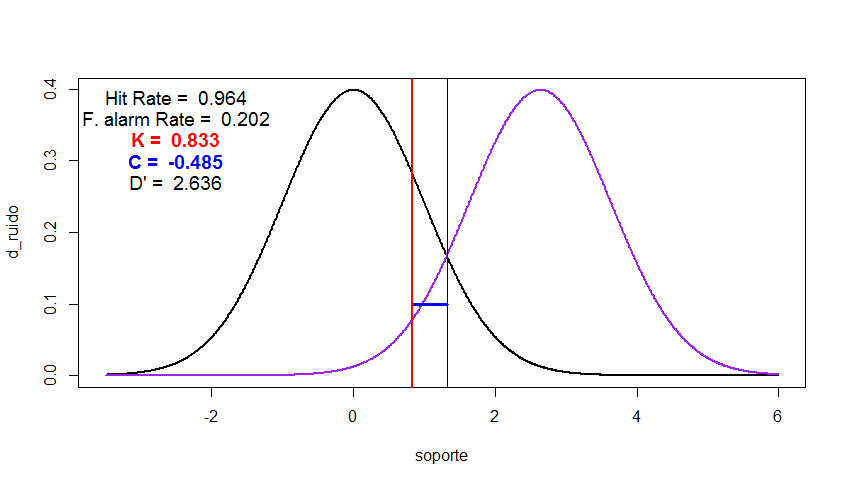 Hit Rate = 0.964
F. alarm Rate = 0.202
K = 0.833
C = -0.485
D' = 2.636
d_ruido
0.4
0.3
0.2
0.1
0.0
-2 0 2 4 6
soporte